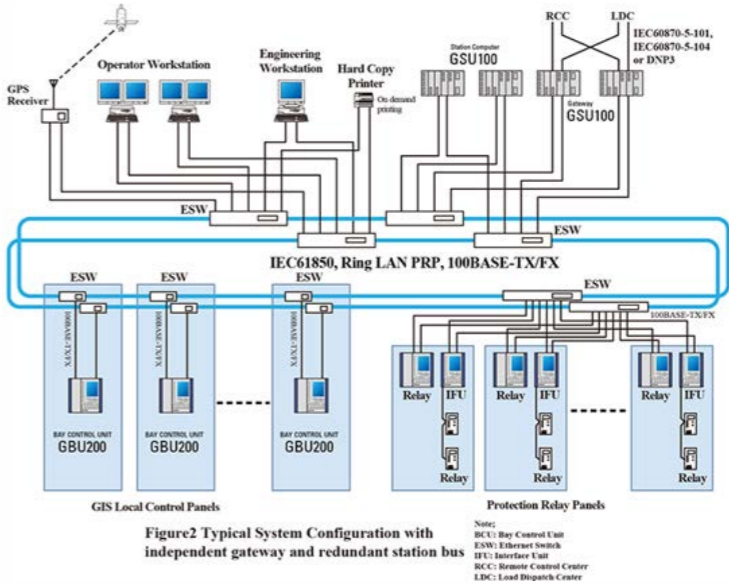 RCC
LDC
IEC60870-5-101,
IEC60870-5-104
or DNP3
Station Computer
GSU100
Gateway
GSU100
Operator Workstation
Engineering
Workstation
Hard Copy
Printer
On-demand
printing
GPS
Receiver
ESW
ESW
ESW
IEC61850, Ring LAN PRP, 100BASE-TX/FX
ESW
ESW
ESW
ESW
100BASE-TX/FX
100BASE-TX/FX
100BASE-TX/FX
100BASE-TX/FX
BAY CONTROL UNIT
GBU200
BAY CONTROL UNIT
GBU200
BAY CONTROL UNIT
GBU200
Relay
IFU
Relay
IFU
Relay
IFU
Relay
Relay
Relay
GIS Local Control Panels
Protection Relay Panels
Figure2 Typical System Configuration with
independent gateway and redundant station bus
Note;
BCU: Bay Control Unit
ESW: Ethernet Switch
IFU: Interface Unit
RCC: Remote Control Center
LDC: Load Dispatch Center